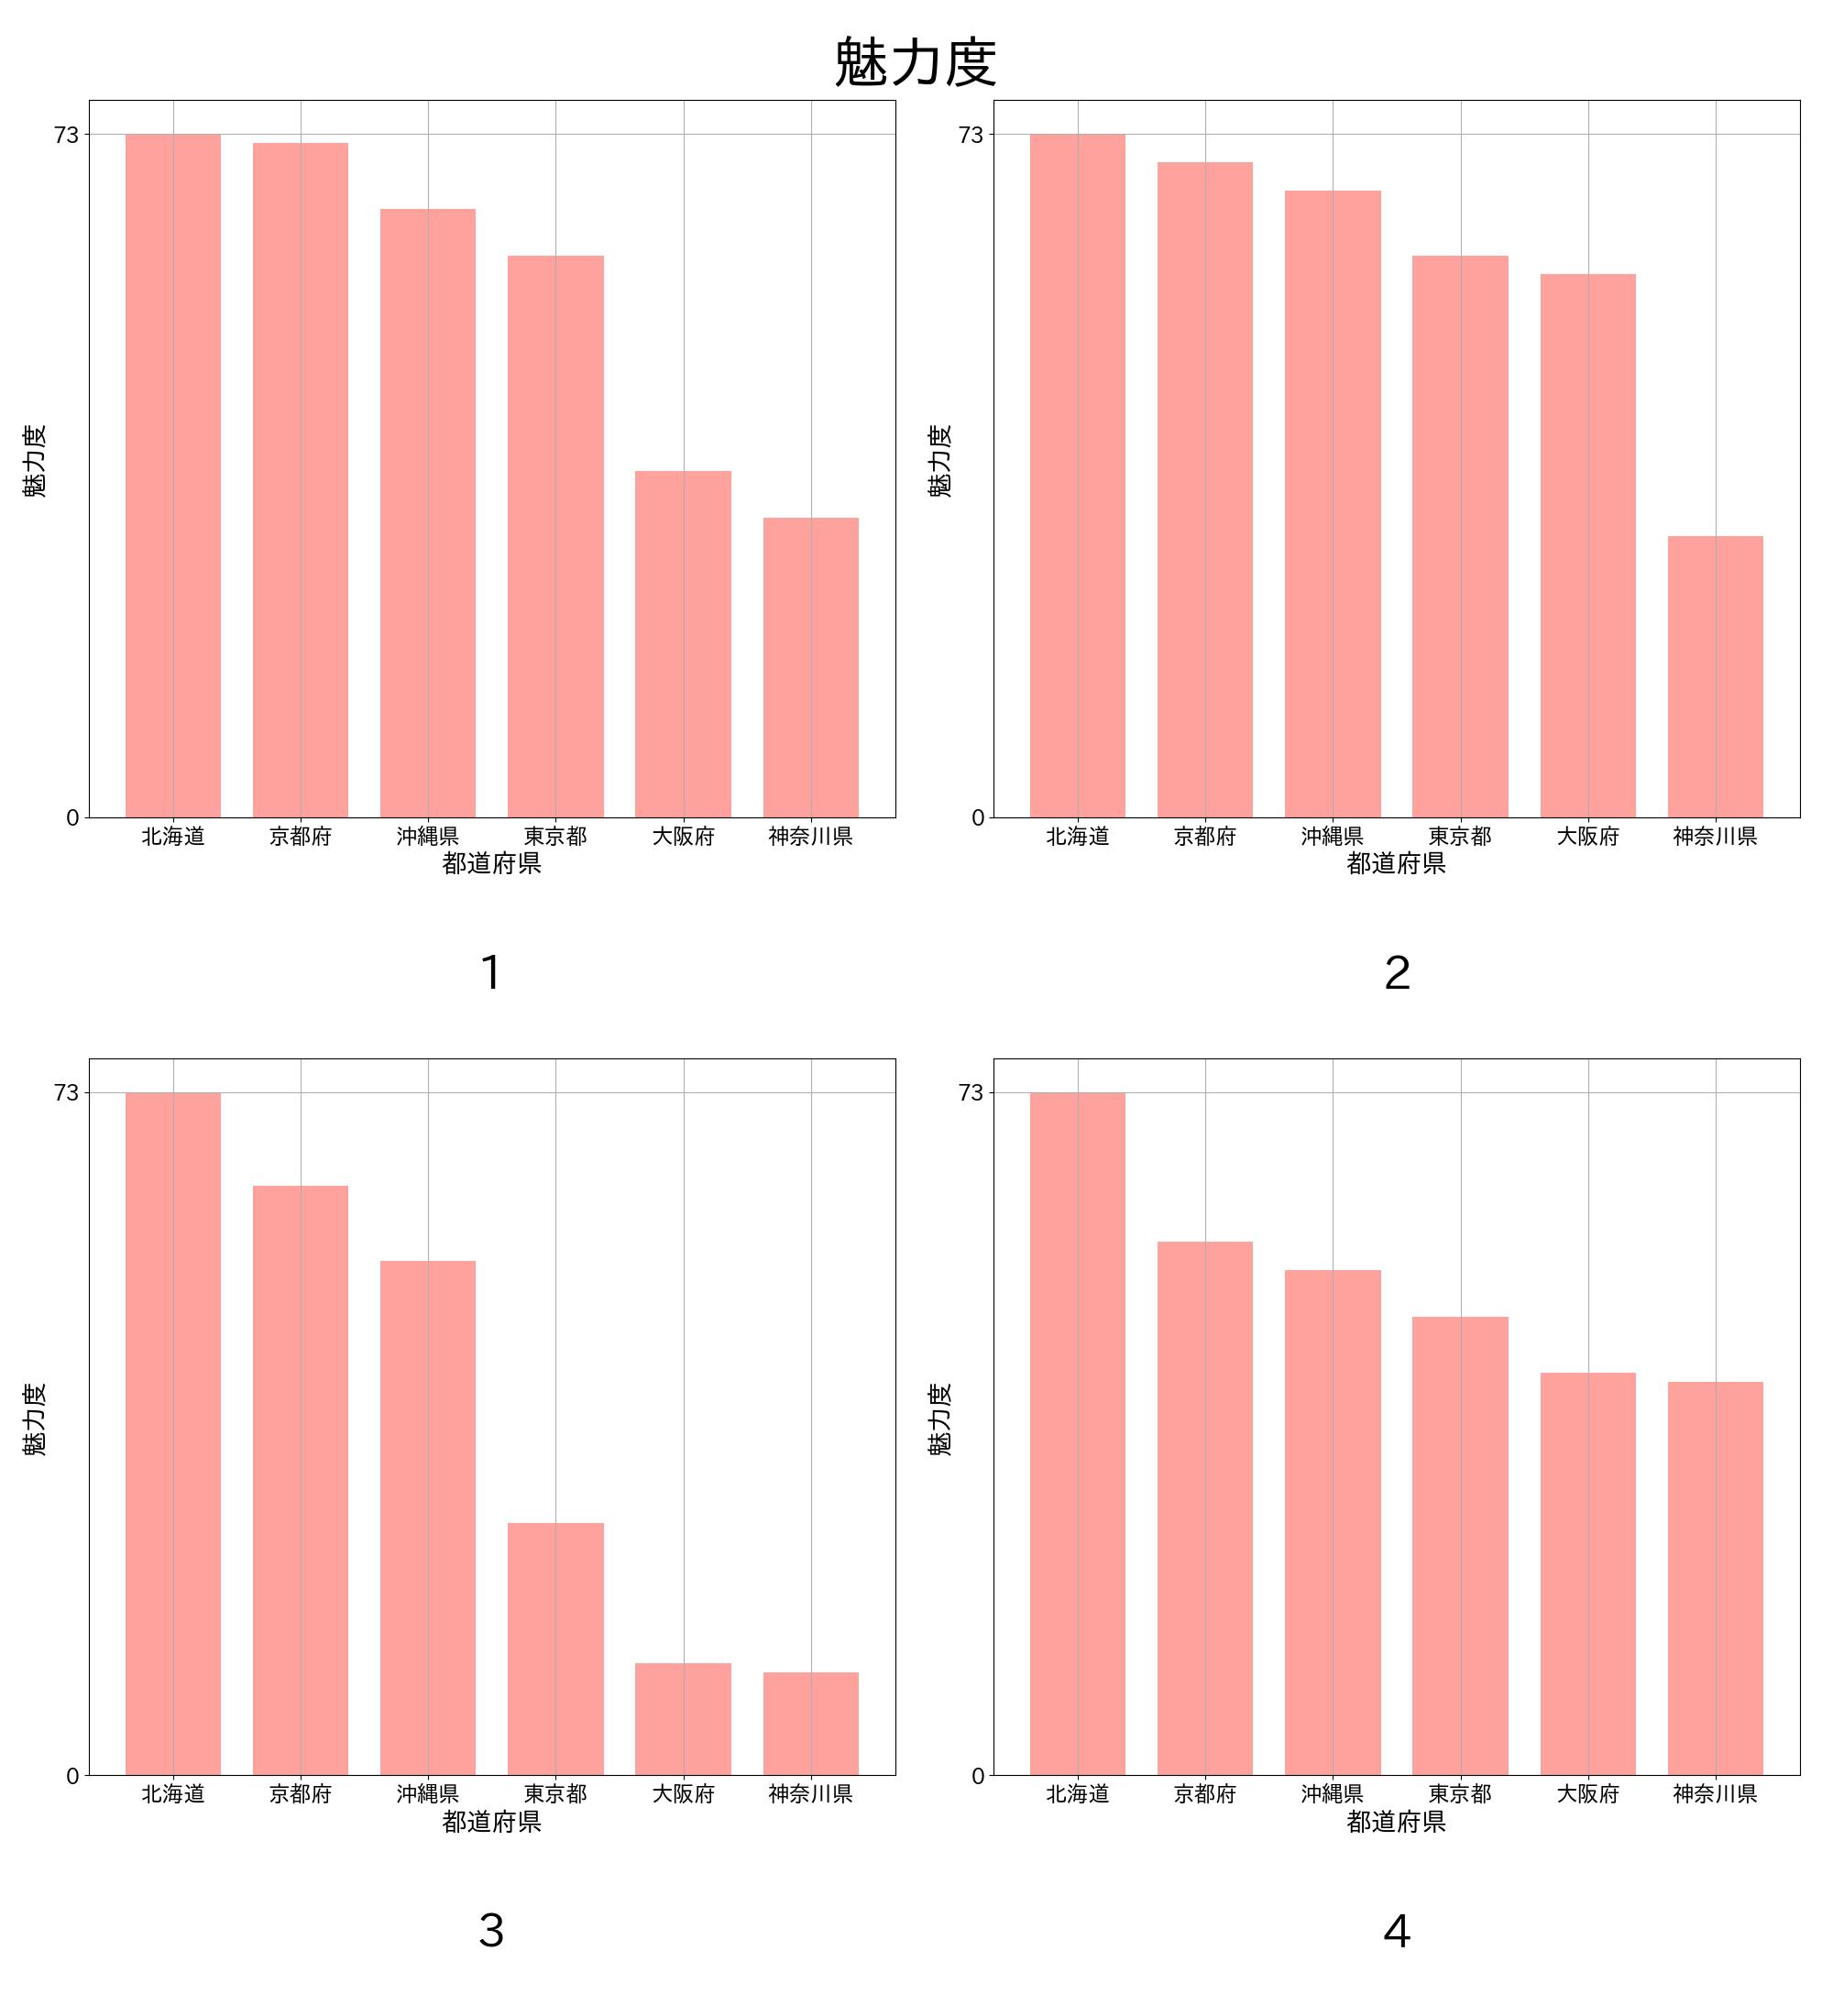 魅力度
73
0
魅力度
北海道 京都府 沖縄県 東京都 大阪府 神奈川県
都道府県
1
73
0
魅力度
北海道 京都府 沖縄県 東京都 大阪府 神奈川県
都道府県
2
73
0
魅力度
北海道 京都府 沖縄県 東京都 大阪府 神奈川県
都道府県
3
73
0
魅力度
北海道 京都府 沖縄県 東京都 大阪府 神奈川県
都道府県
4